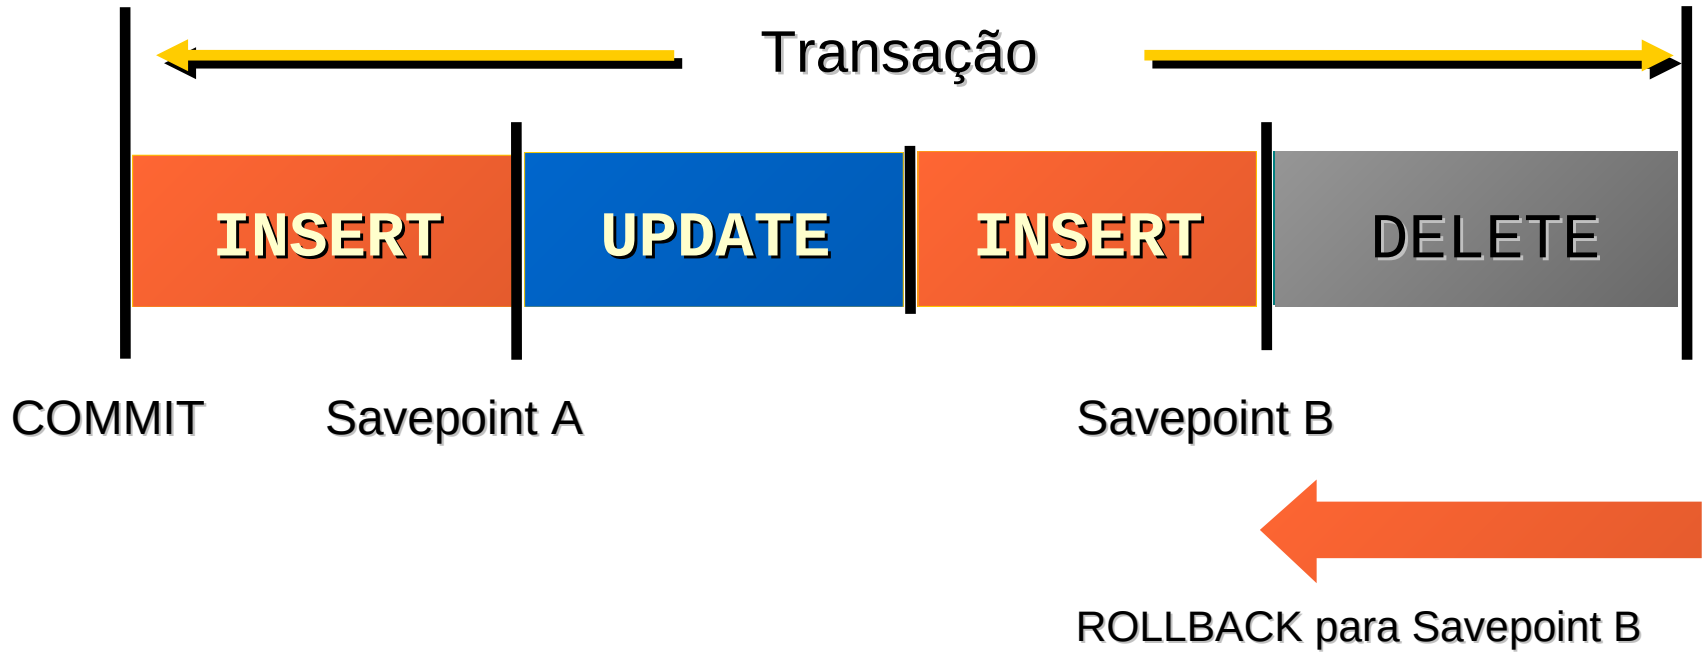 Transação
INSERT
UPDATE
INSERT
DELETE
COMMIT
Savepoint A
Savepoint B
ROLLBACK para Savepoint B